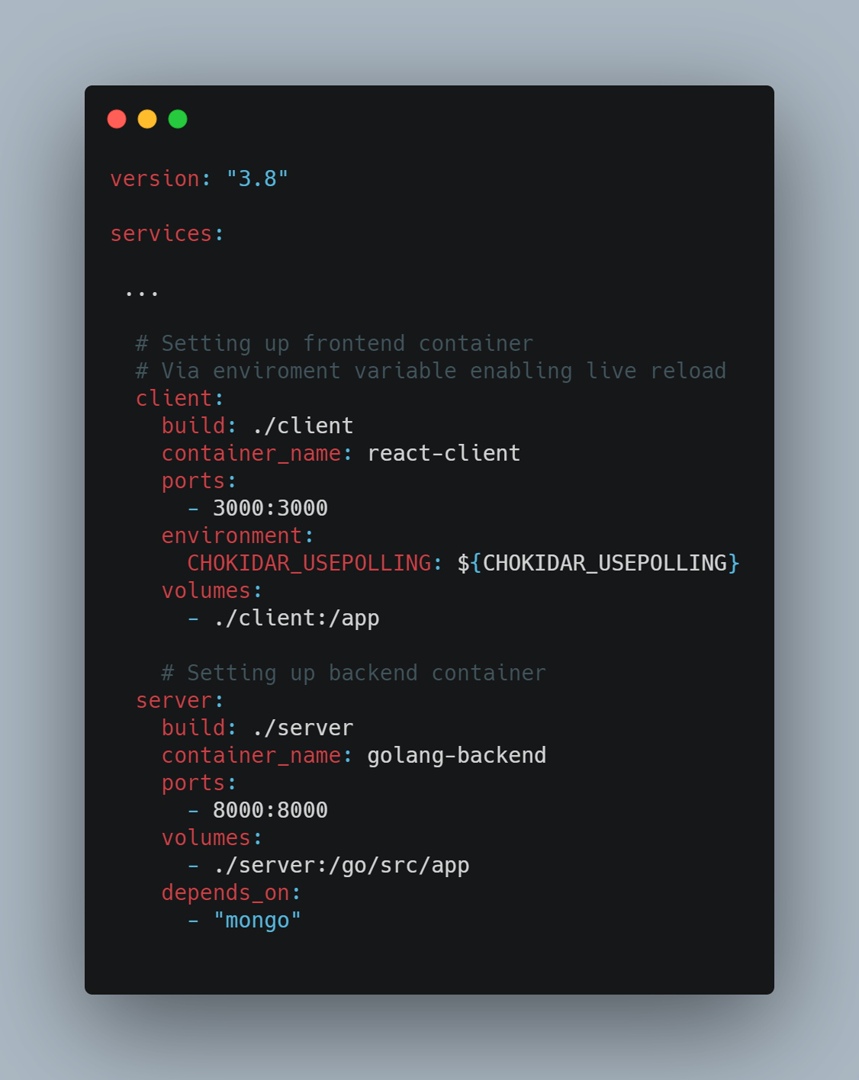 version: "3.8"

services:

 ...

  # Setting up frontend container
  # Via enviroment variable enabling live reload
  client:
    build: ./client
    container_name: react-client
    ports:
      - 3000:3000
    environment:
      CHOKIDAR_USEPOLLING: ${CHOKIDAR_USEPOLLING}
    volumes:
      - ./client:/app

    # Setting up backend container
  server:
    build: ./server
    container_name: golang-backend
    ports:
      - 8000:8000
    volumes:
      - ./server:/go/src/app
    depends_on:
      - "mongo"